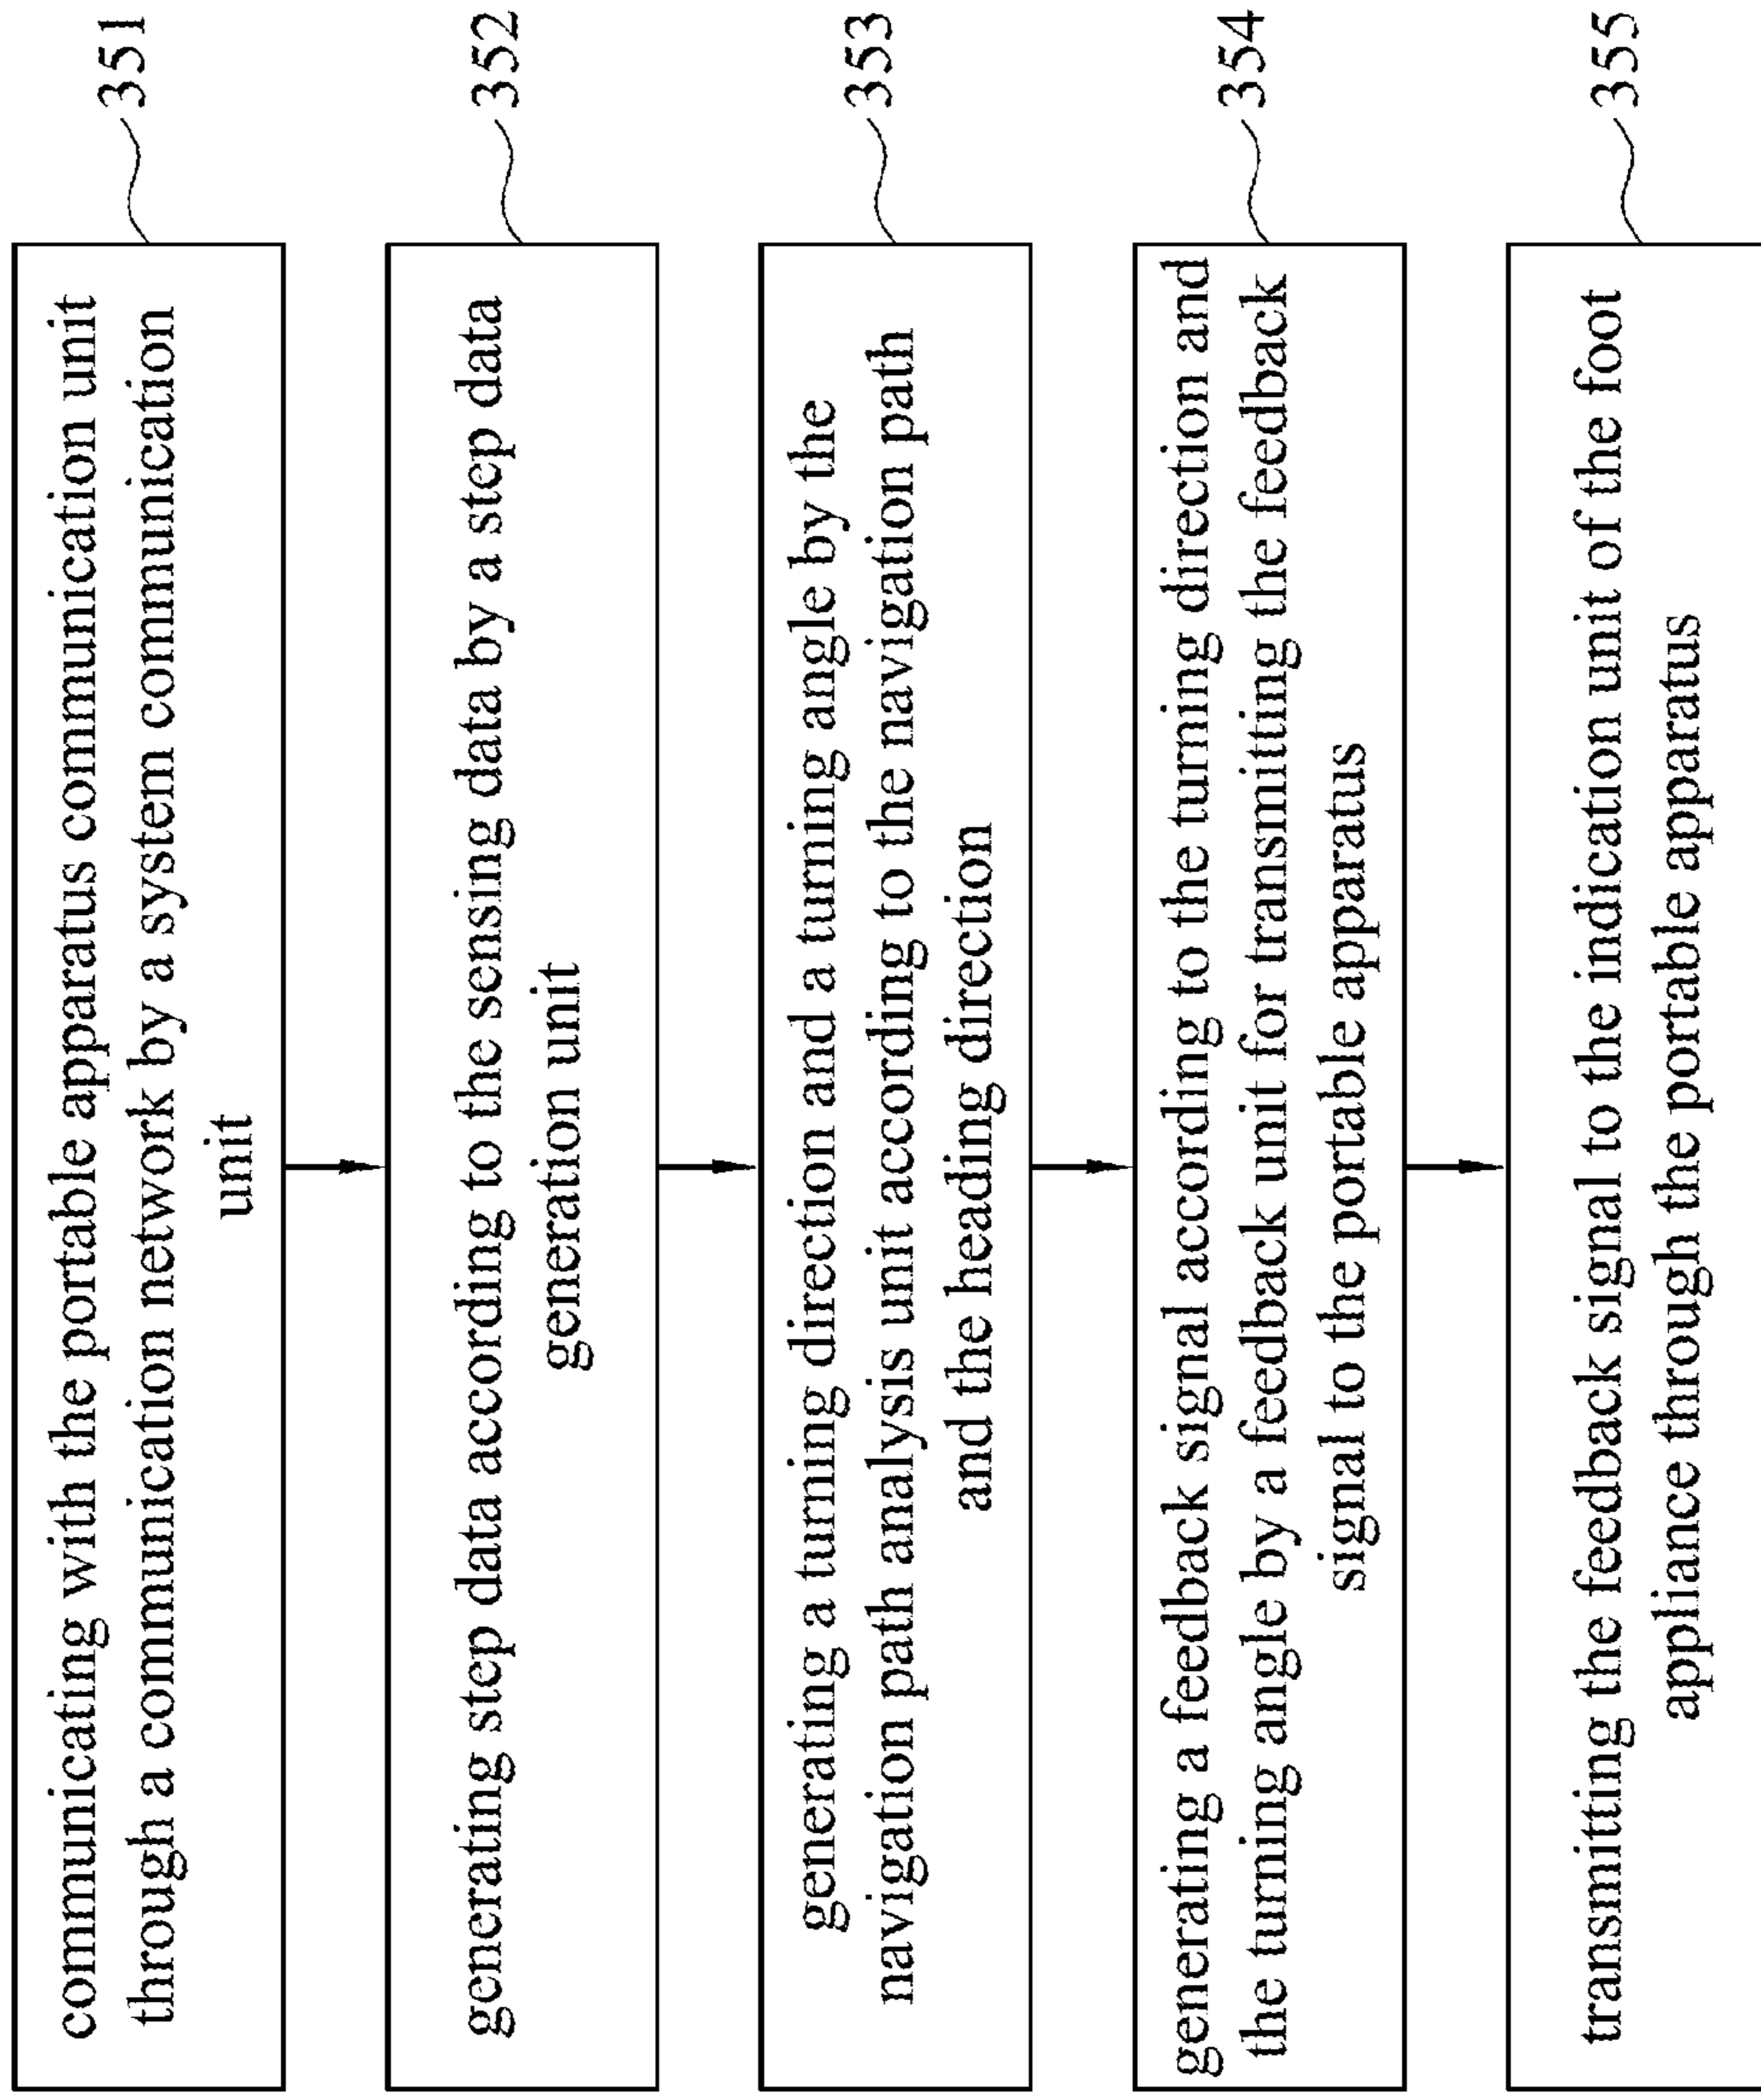 communicating with the portable apparatus communication unit
through a communication network by a system communication
unit
351
generating step data according to the sensing data by a step data
generation unit
352
generating a turning direction and a turning angle by the
navigation path analysis unit according to the navigation path
and the heading direction
353
generating a feedback signal according to the turning direction and
the turning angle by a feedback unit for transmitting the feedback
signal to the portable apparatus
354
transmitting the feedback signal to the indication unit of the foot
appliance through the portable apparatus
355